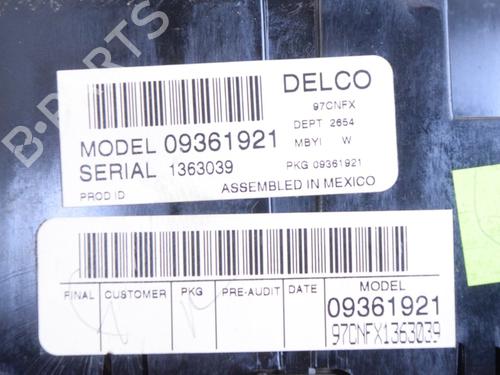 B-PARTS
DELCO
97CNFX
DEPT 2654
MODEL 09361921
MBYI W
SERIAL 1363039
PKG 09361921
PROD ID
ASSEMBLED IN MEXICO
FINAL CUSTOMER PKG PRE-AUDIT DATE MODEL
09361921
97CNFX1363039